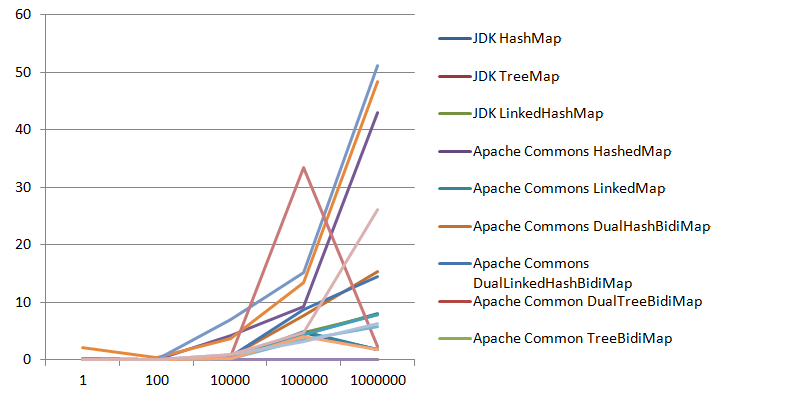 60
50
40
30
20
10
0
1 100 10000 100000 1000000
JDK HashMap
JDK TreeMap
JDK LinkedHashMap
Apache Commons HashedMap
Apache Commons LinkedMap
Apache Commons DualHashBidiMap
Apache Commons
DualLinkedHashBidiMap
Apache Common DualTreeBidiMap
Apache Common TreeBidiMap